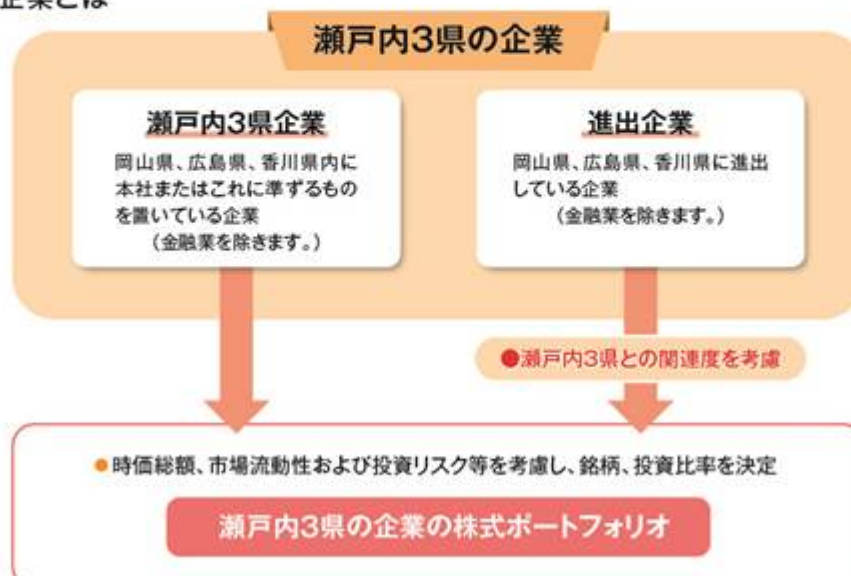 企業とは
瀬戸内3県の企業
瀬戸内3県企業
岡山県、広島県、香川県内に
本社またはこれに準ずるもの
を置いている企業
(金融業を除きます。)
進出企業
岡山県、広島県、香川県に進出
している企業
(金融業を除きます。)
●瀬戸内3県との関連度を考慮
●時価総額、市場流動性および投資リスク等を考慮し、銘柄、投資比率を決定
瀬戸内3県の企業の株式ポートフォリオ